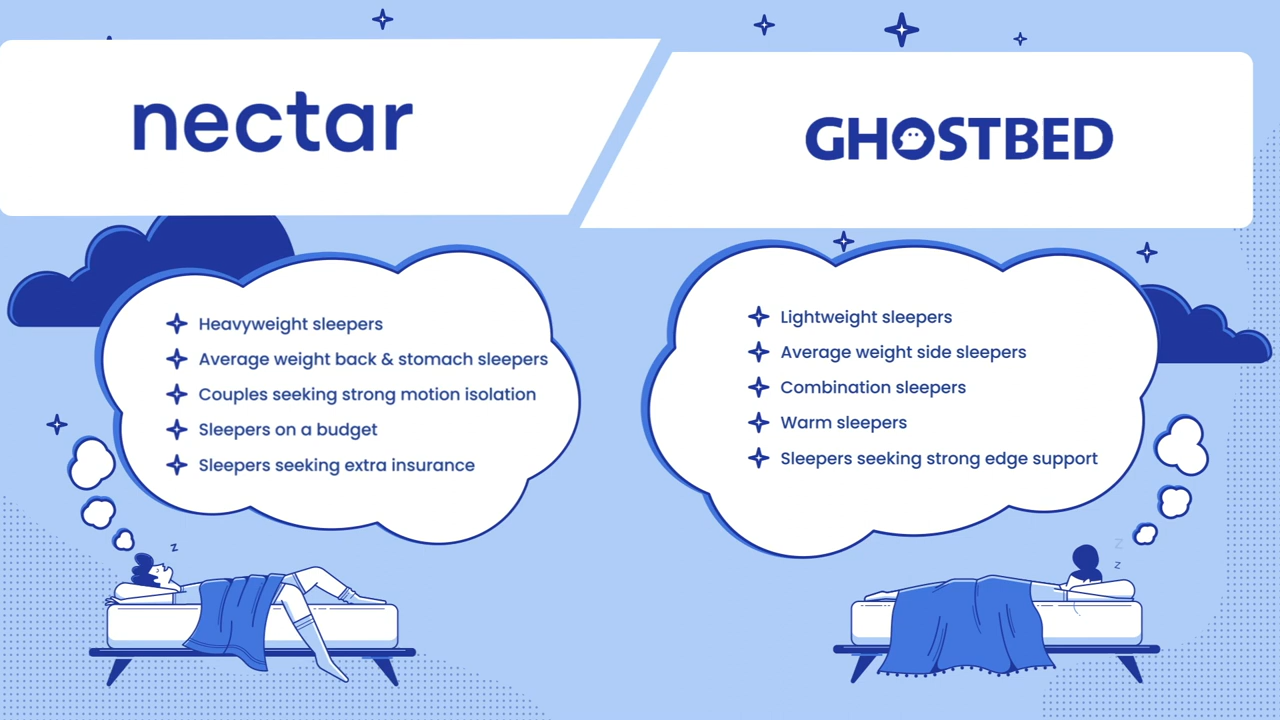 nectar
GHOSTBED
Heavyweight sleepers
Average weight back & stomach sleepers
Couples seeking strong motion isolation
Sleepers on a budget
Sleepers seeking extra insurance
Lightweight sleepers
Average weight side sleepers
Combination sleepers
Warm sleepers
Sleepers seeking strong edge support
z
z
z